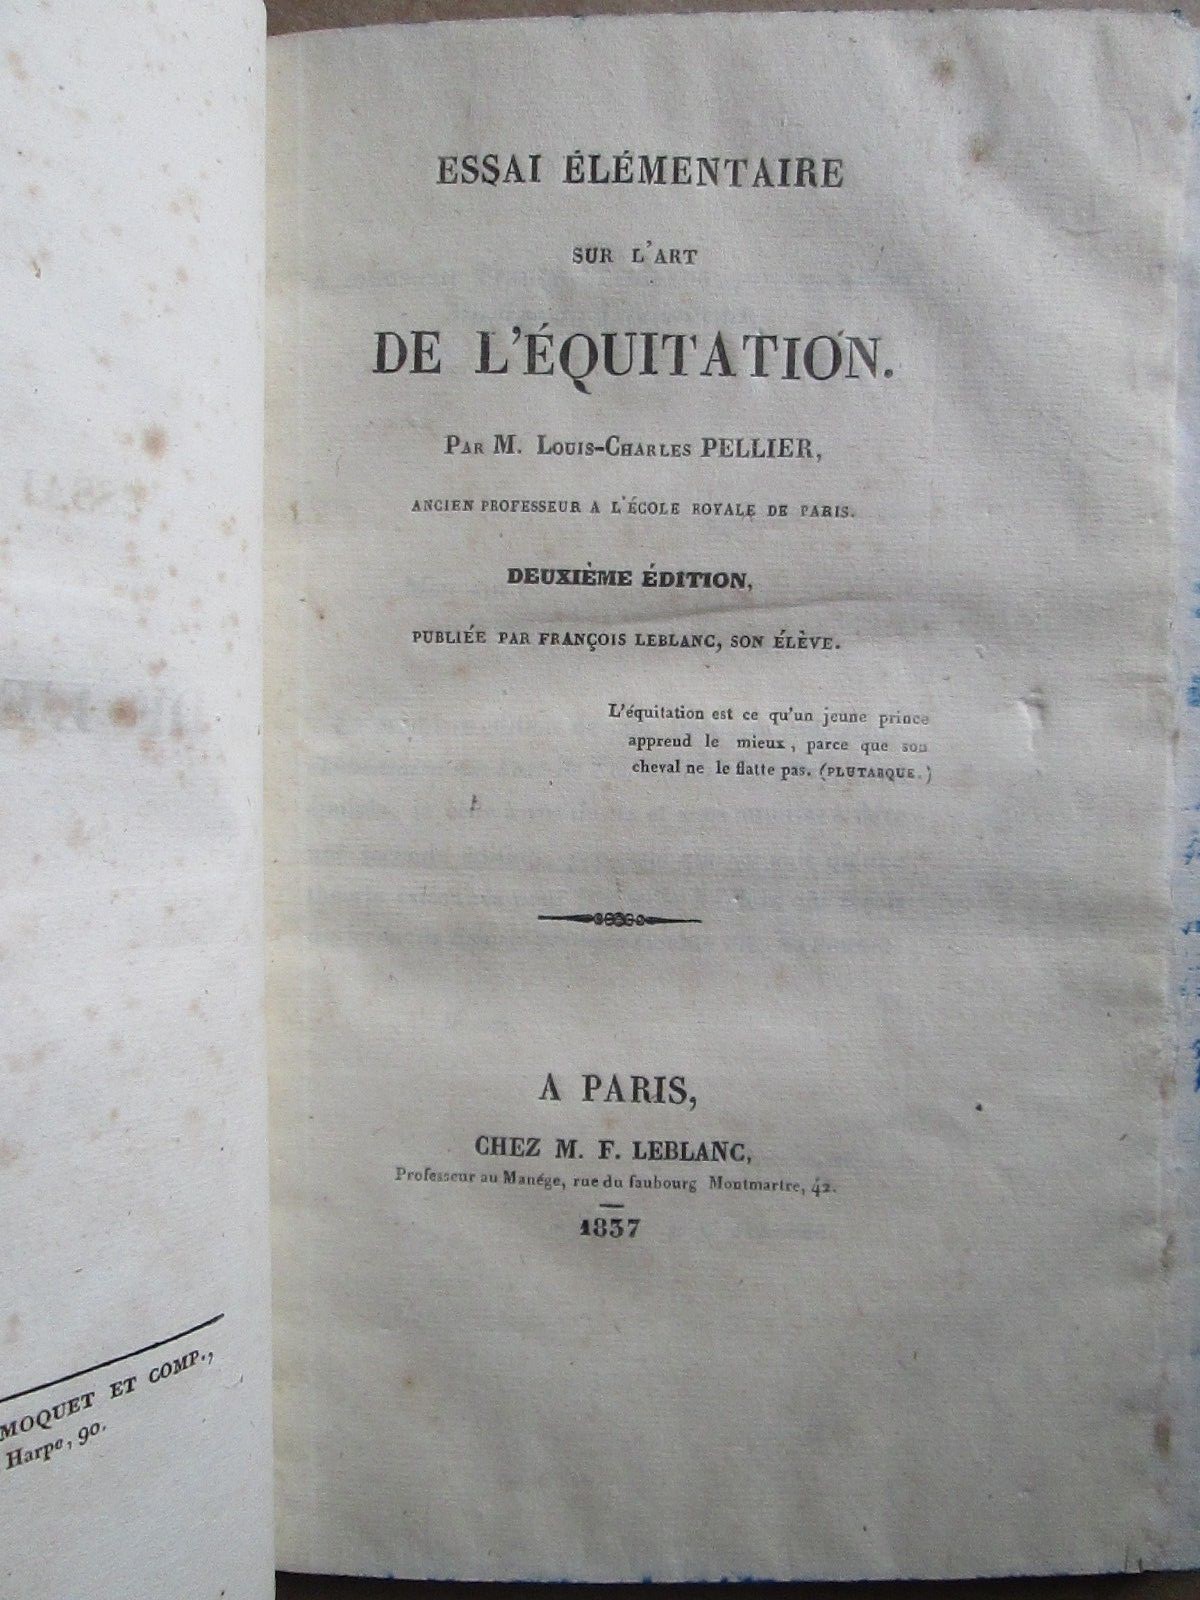 MOQUET ET COMP.,
Harpe, 90.
ESSAI ÉLÉMENTAIRE
SUR L'ART
DE L'ÉQUITATION.
PAR M. LOUIS-CHARLES PELLIER,
ANCIEN PROFESSEUR A L'ÉCOLE ROYALE DE PARIS.
DEUXIÈME ÉDITION,
PUBLIÉE PAR FRANÇOIS LEBLANC, SON ÉLÈVE.
L'équitation est ce qu'un jeune prince
apprend le mieux, parce que son
cheval ne le flatte pas. (PLUTARQUE.)
A PARIS,
CHEZ M. F. LEBLANC,
Professeur au Manége, rue du faubourg Montmartre, 42.
1837